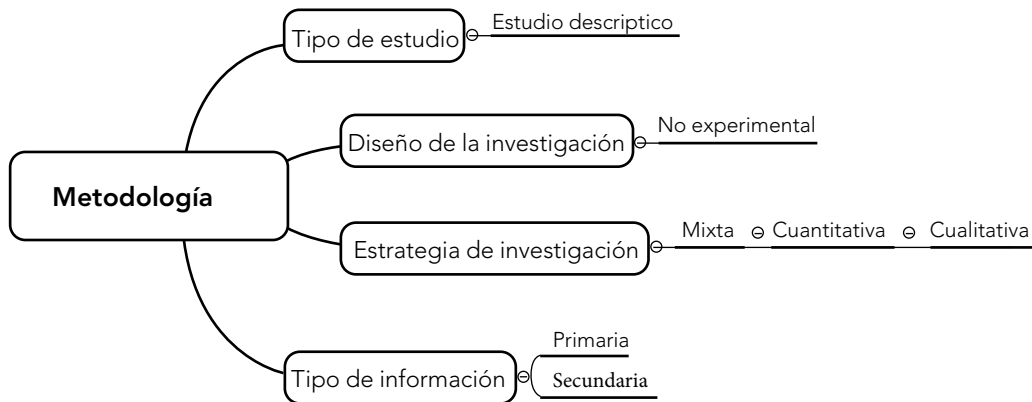 Tipo de estudio
Estudio descriptico
Diseño de la investigación
No experimental
Metodología
Estrategia de investigación
Mixta
Cuantitativa
Cualitativa
Tipo de información
Primaria
Secundaria